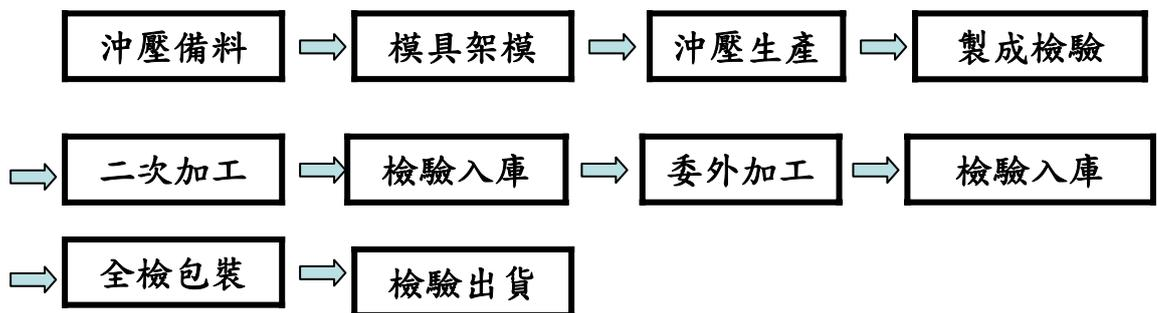 沖壓備料 模具架模 沖壓生產 製成檢驗
二次加工 檢驗入庫 委外加工 檢驗入庫
全檢包裝 檢驗出貨